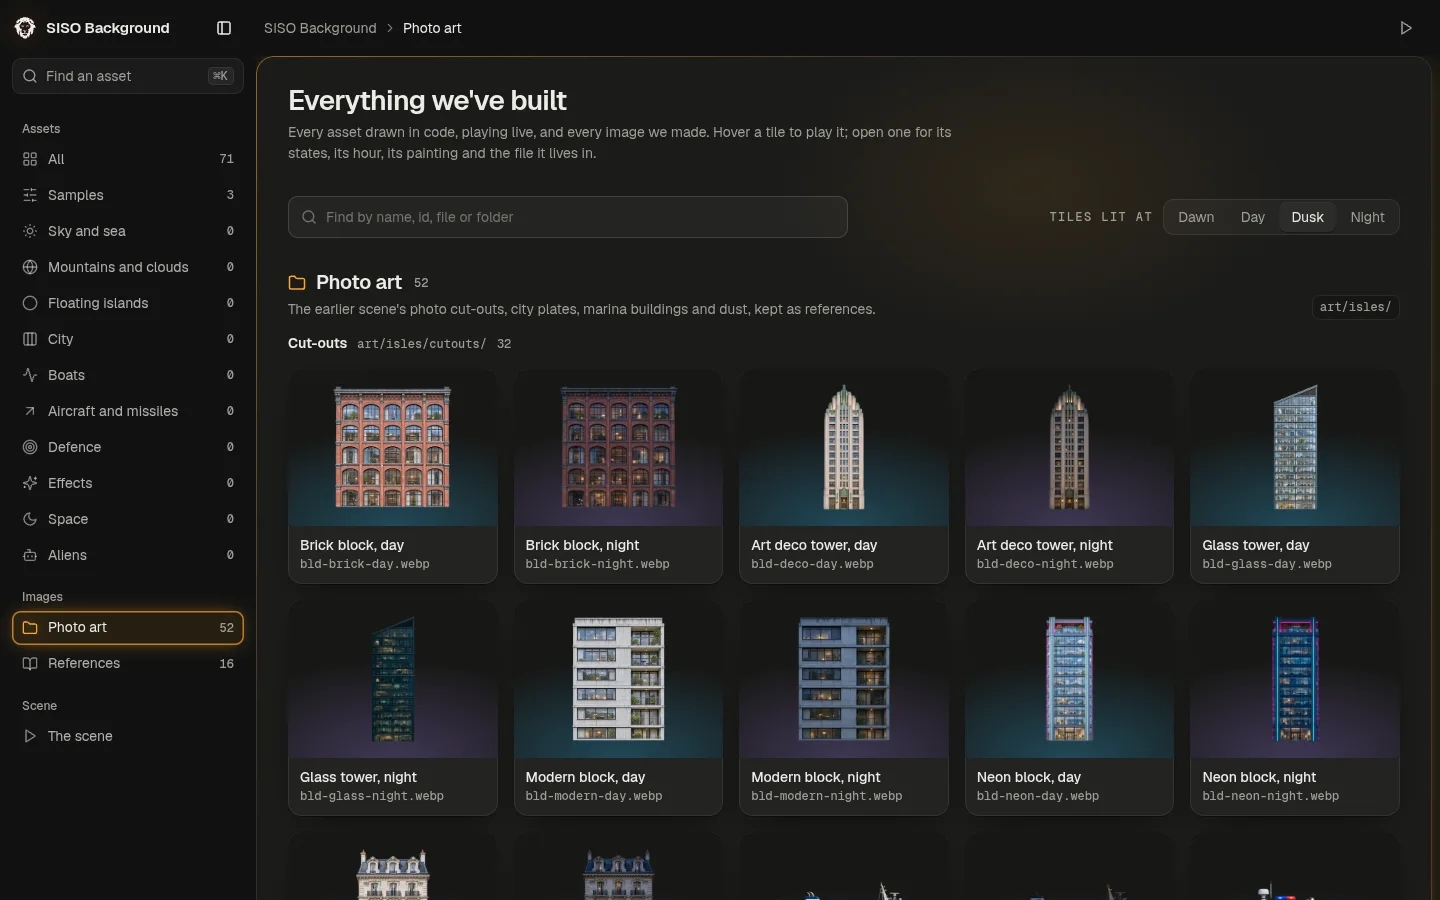 SISO Background
SISO Background > Photo art
Find an asset ⌘K
Assets
All 71
Samples 3
Sky and sea 0
Mountains and clouds 0
Floating islands 0
City 0
Boats 0
Aircraft and missiles 0
Defence 0
Effects 0
Space 0
Aliens 0
Images
Photo art 52
References 16
Scene
The scene
Everything we've built
Every asset drawn in code, playing live, and every image we made. Hover a tile to play it; open one for its
states, its hour, its painting and the file it lives in.
Find by name, id, file or folder
TILES LIT AT Dawn Day Dusk Night
Photo art 52
The earlier scene's photo cut-outs, city plates, marina buildings and dust, kept as references.
art/isles/
Cut-outs art/isles/cutouts/ 32
Brick block, day
bld-brick-day.webp
Brick block, night
bld-brick-night.webp
Art deco tower, day
bld-deco-day.webp
Art deco tower, night
bld-deco-night.webp
Glass tower, day
bld-glass-day.webp
Glass tower, night
bld-glass-night.webp
Modern block, day
bld-modern-day.webp
Modern block, night
bld-modern-night.webp
Neon block, day
bld-neon-day.webp
Neon block, night
bld-neon-night.webp